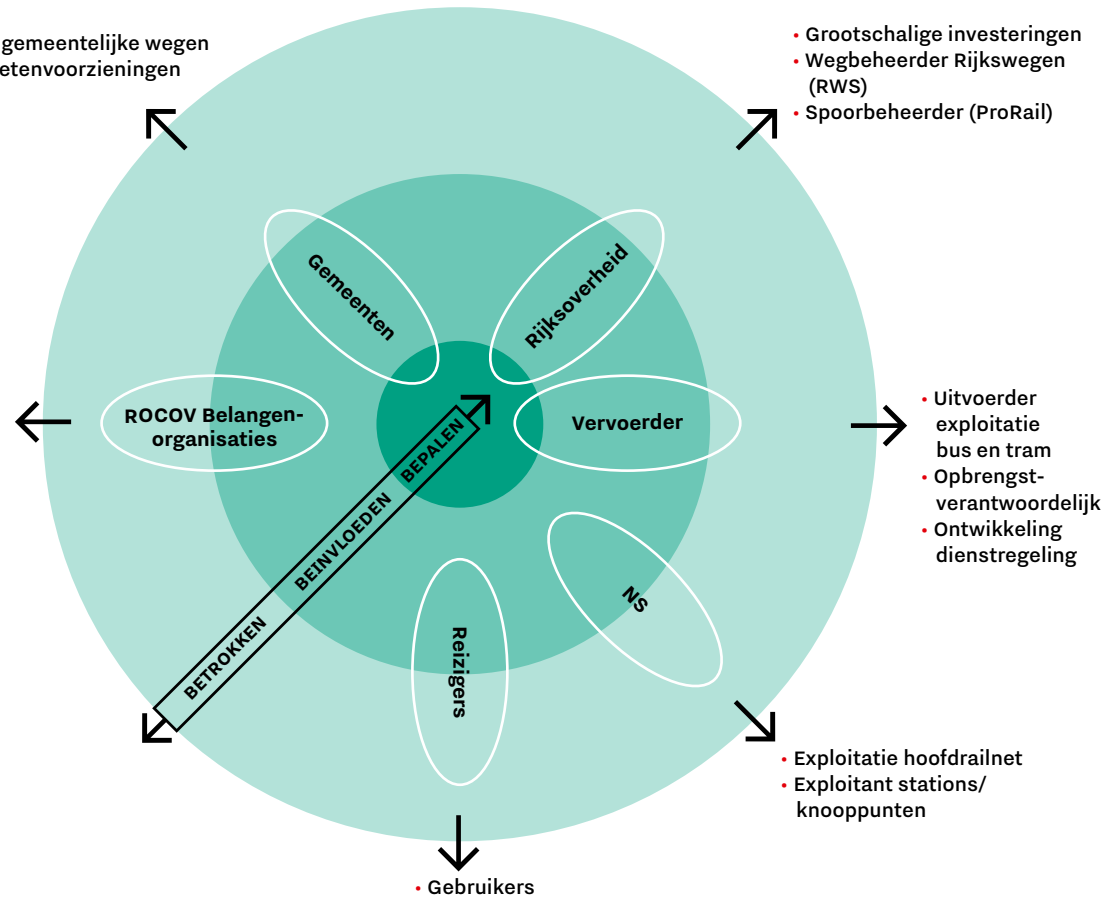 gemeentelijke wegen
• Grootschalige investeringen
• Wegbeheerder Rijkswegen
(RWS)
• Spoorbeheerder (ProRail)
Gemeenten
Rijksoverheid
ROCOV Belangen-
organisaties
Vervoerder
BETROKKEN BEINVLOEDEN BEPALEN
• Uitvoerder
exploitatie
bus en tram
• Opbrengst-
verantwoordelijk
• Ontwikkeling
dienstregeling
NS
Reizigers
• Exploitatie hoofdrailnet
• Exploitant stations/
knooppunten
• Gebruikers